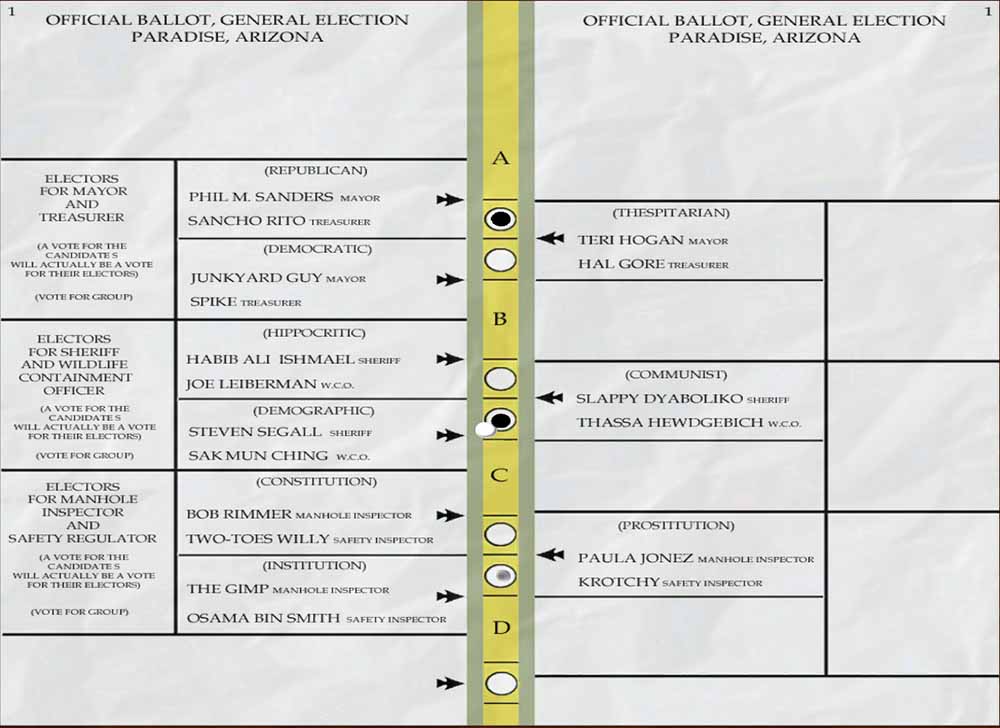 1
OFFICIAL BALLOT, GENERAL ELECTION
PARADISE, ARIZONA
ELECTORS
FOR MAYOR
AND
TREASURER
(A VOTE FOR THE
CANDIDATE S
WILL ACTUALLY BE A VOTE
FOR THEIR ELECTORS)
(VOTE FOR GROUP)
(REPUBLICAN)
PHIL M. SANDERS MAYOR
SANCHO RITO TREASURER
(DEMOCRATIC)
JUNKYARD GUY MAYOR
SPIKE TREASURER
ELECTORS
FOR SHERIFF
AND WILDLIFE
CONTAINMENT
OFFICER
(A VOTE FOR THE
CANDIDATE S
WILL ACTUALLY BE A VOTE
FOR THEIR ELECTORS)
(VOTE FOR GROUP)
(HIPPOCRITIC)
HABIB ALI ISHMAEL SHERIFF
JOE LEIBERMAN W.C.O.
(DEMOGRAPHIC)
STEVEN SEGALL SHERIFF
SAK MUN CHING W.C.O.
ELECTORS
FOR MANHOLE
INSPECTOR
AND
SAFETY REGULATOR
(A VOTE FOR THE
CANDIDATE S
WILL ACTUALLY BE A VOTE
FOR THEIR ELECTORS)
(VOTE FOR GROUP)
(CONSTITUTION)
BOB RIMMER MANHOLE INSPECTOR
TWO-TOES WILLY SAFETY INSPECTOR
(INSTITUTION)
THE GIMP MANHOLE INSPECTOR
OSAMA BIN SMITH SAFETY INSPECTOR
A
B
C
D
1
OFFICIAL BALLOT, GENERAL ELECTION
PARADISE, ARIZONA
(THESPITARIAN)
TERI HOGAN MAYOR
HAL GORE TREASURER
(COMMUNIST)
SLAPPY DYABOLIKO SHERIFF
THASSA HEWDGEBICH W.C.O.
(PROSTITUTION)
PAULA JONEZ MANHOLE INSPECTOR
KROTCHY SAFETY INSPECTOR